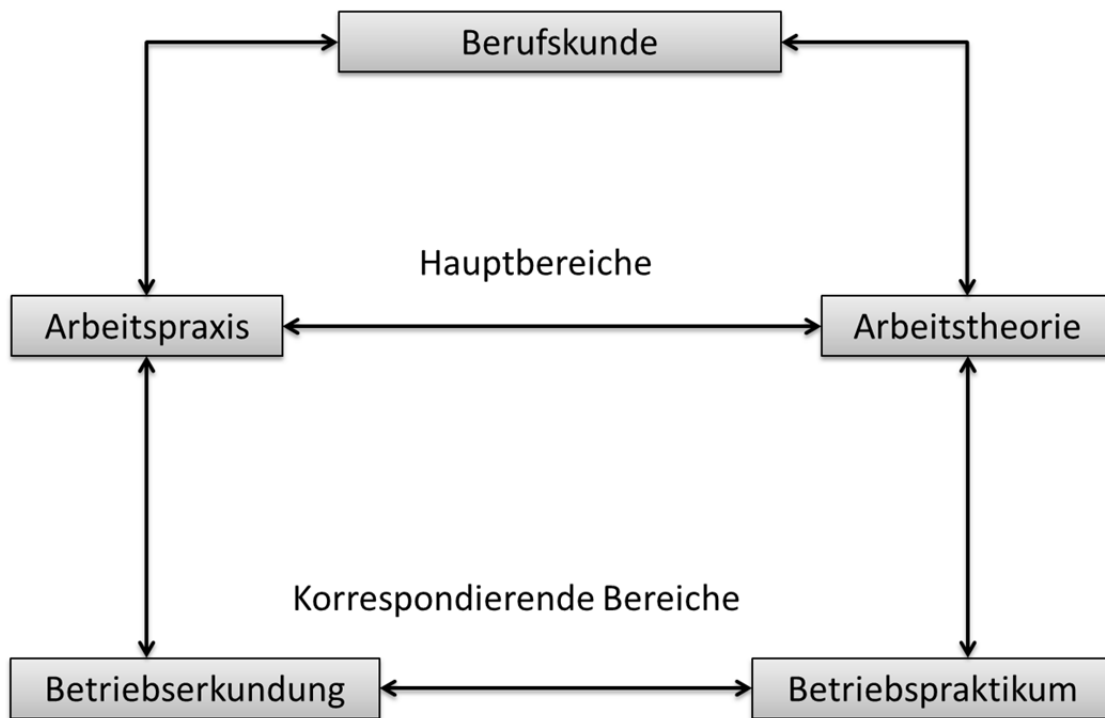 Berufskunde
Hauptbereiche
Arbeitspraxis
Arbeitstheorie
Korrespondierende Bereiche
Betriebserkundung
Betriebspraktikum